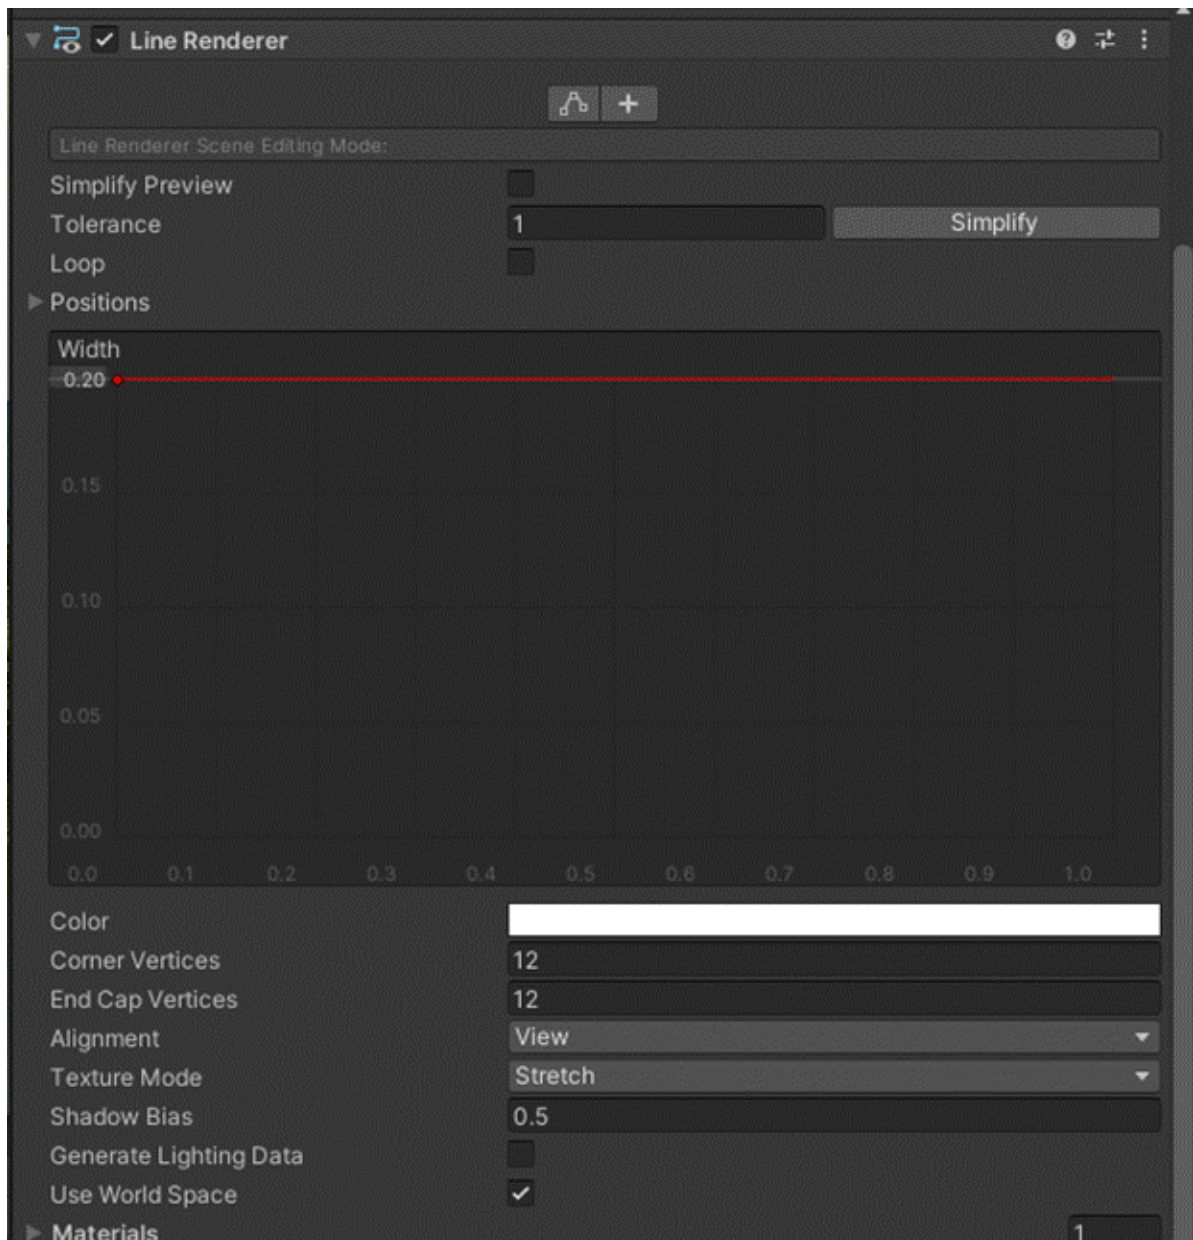 Line Renderer
Line Renderer Scene Editing Mode:
Simplify Preview
Tolerance 1 Simplify
Loop
Positions
Width
0.20
0.15
0.10
0.05
0.00
0.0 0.1 0.2 0.3 0.4 0.5 0.6 0.7 0.8 0.9 1.0
Color
Corner Vertices 12
End Cap Vertices 12
Alignment View
Texture Mode Stretch
Shadow Bias 0.5
Generate Lighting Data
Use World Space
Materials 1